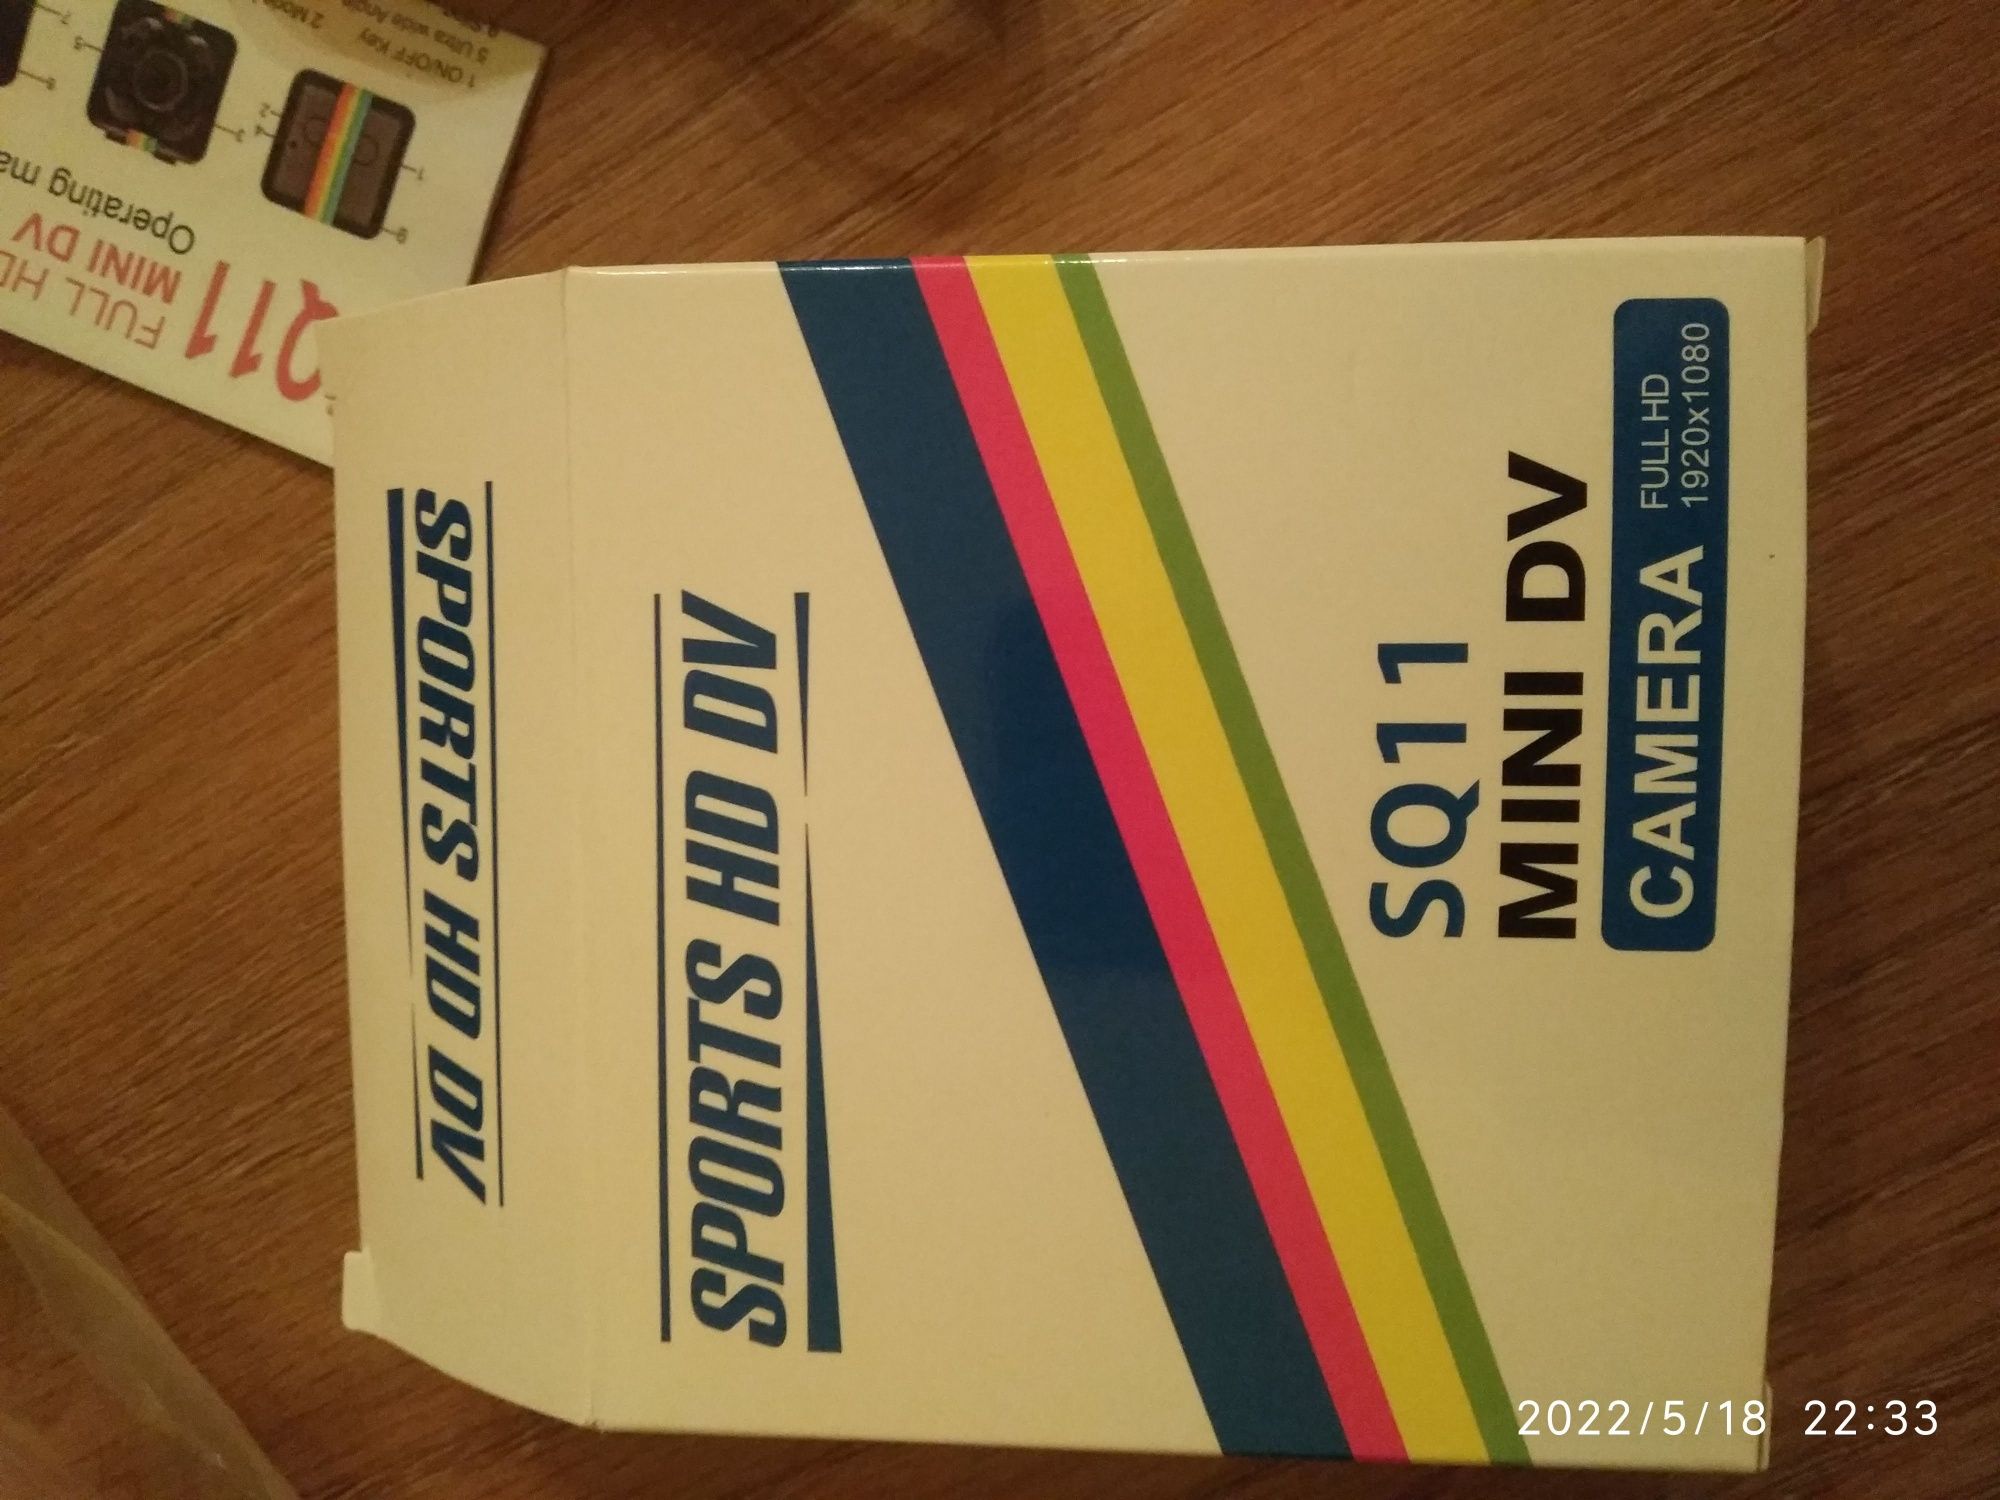 SPORTS HD DV
SPORTS HD DV
SQ11
MINI DV
CAMERA
FULL HD
1920x1080
Q11
FULL HD
MINI DV
Operating
1 ON/OFF Key
2 Mode
5 Ultra wide Angle
2022/5/18 22:33